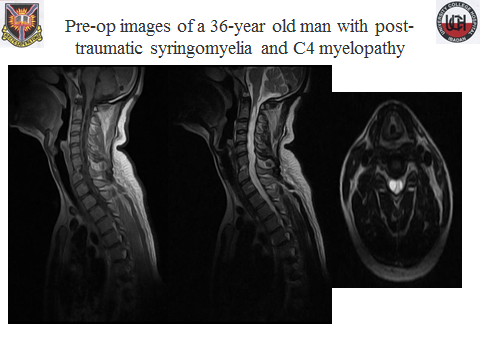 Pre-op images of a 36-year old man with post-
traumatic syringomyelia and C4 myelopathy